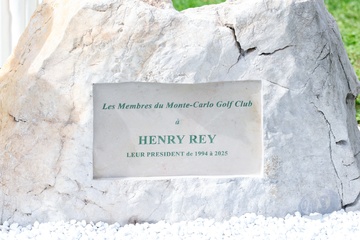 Les Membres du Monte-Carlo Golf Club
à
HENRY REY
LEUR PRESIDENT de 1994 à 2025